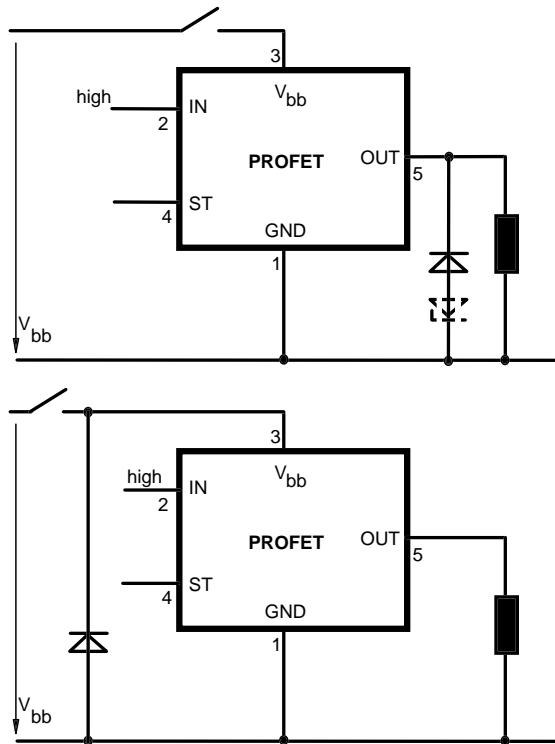 3
high
V bb
IN
2
PROFET
OUT
5
4
ST
GND
1
V bb
3
high
V bb
IN
2
PROFET
OUT
5
4
ST
GND
1
V bb